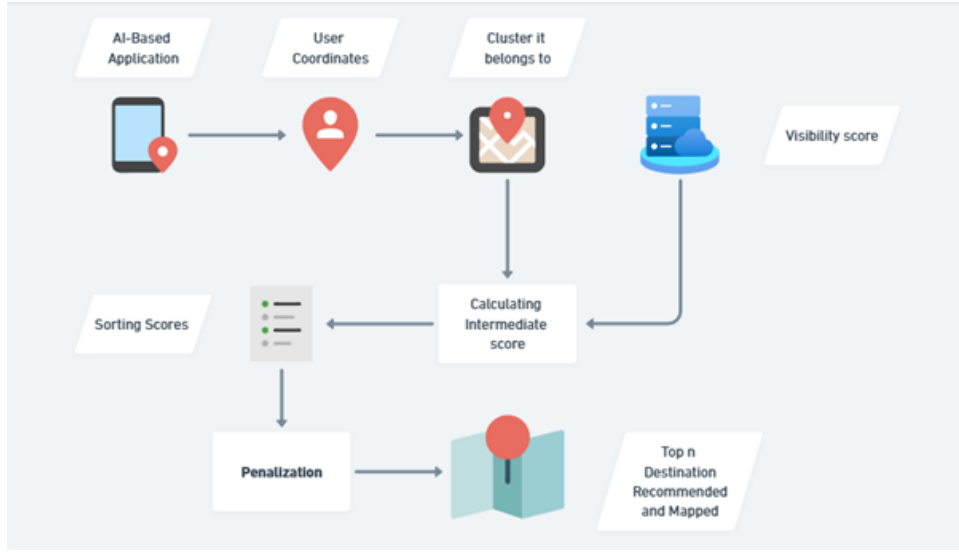 AI-Based
Application
User
Coordinates
Cluster it
belongs to
Visibility score
Sorting Scores
Calculating
Intermediate
score
Penalization
Top n
Destination
Recommended
and Mapped